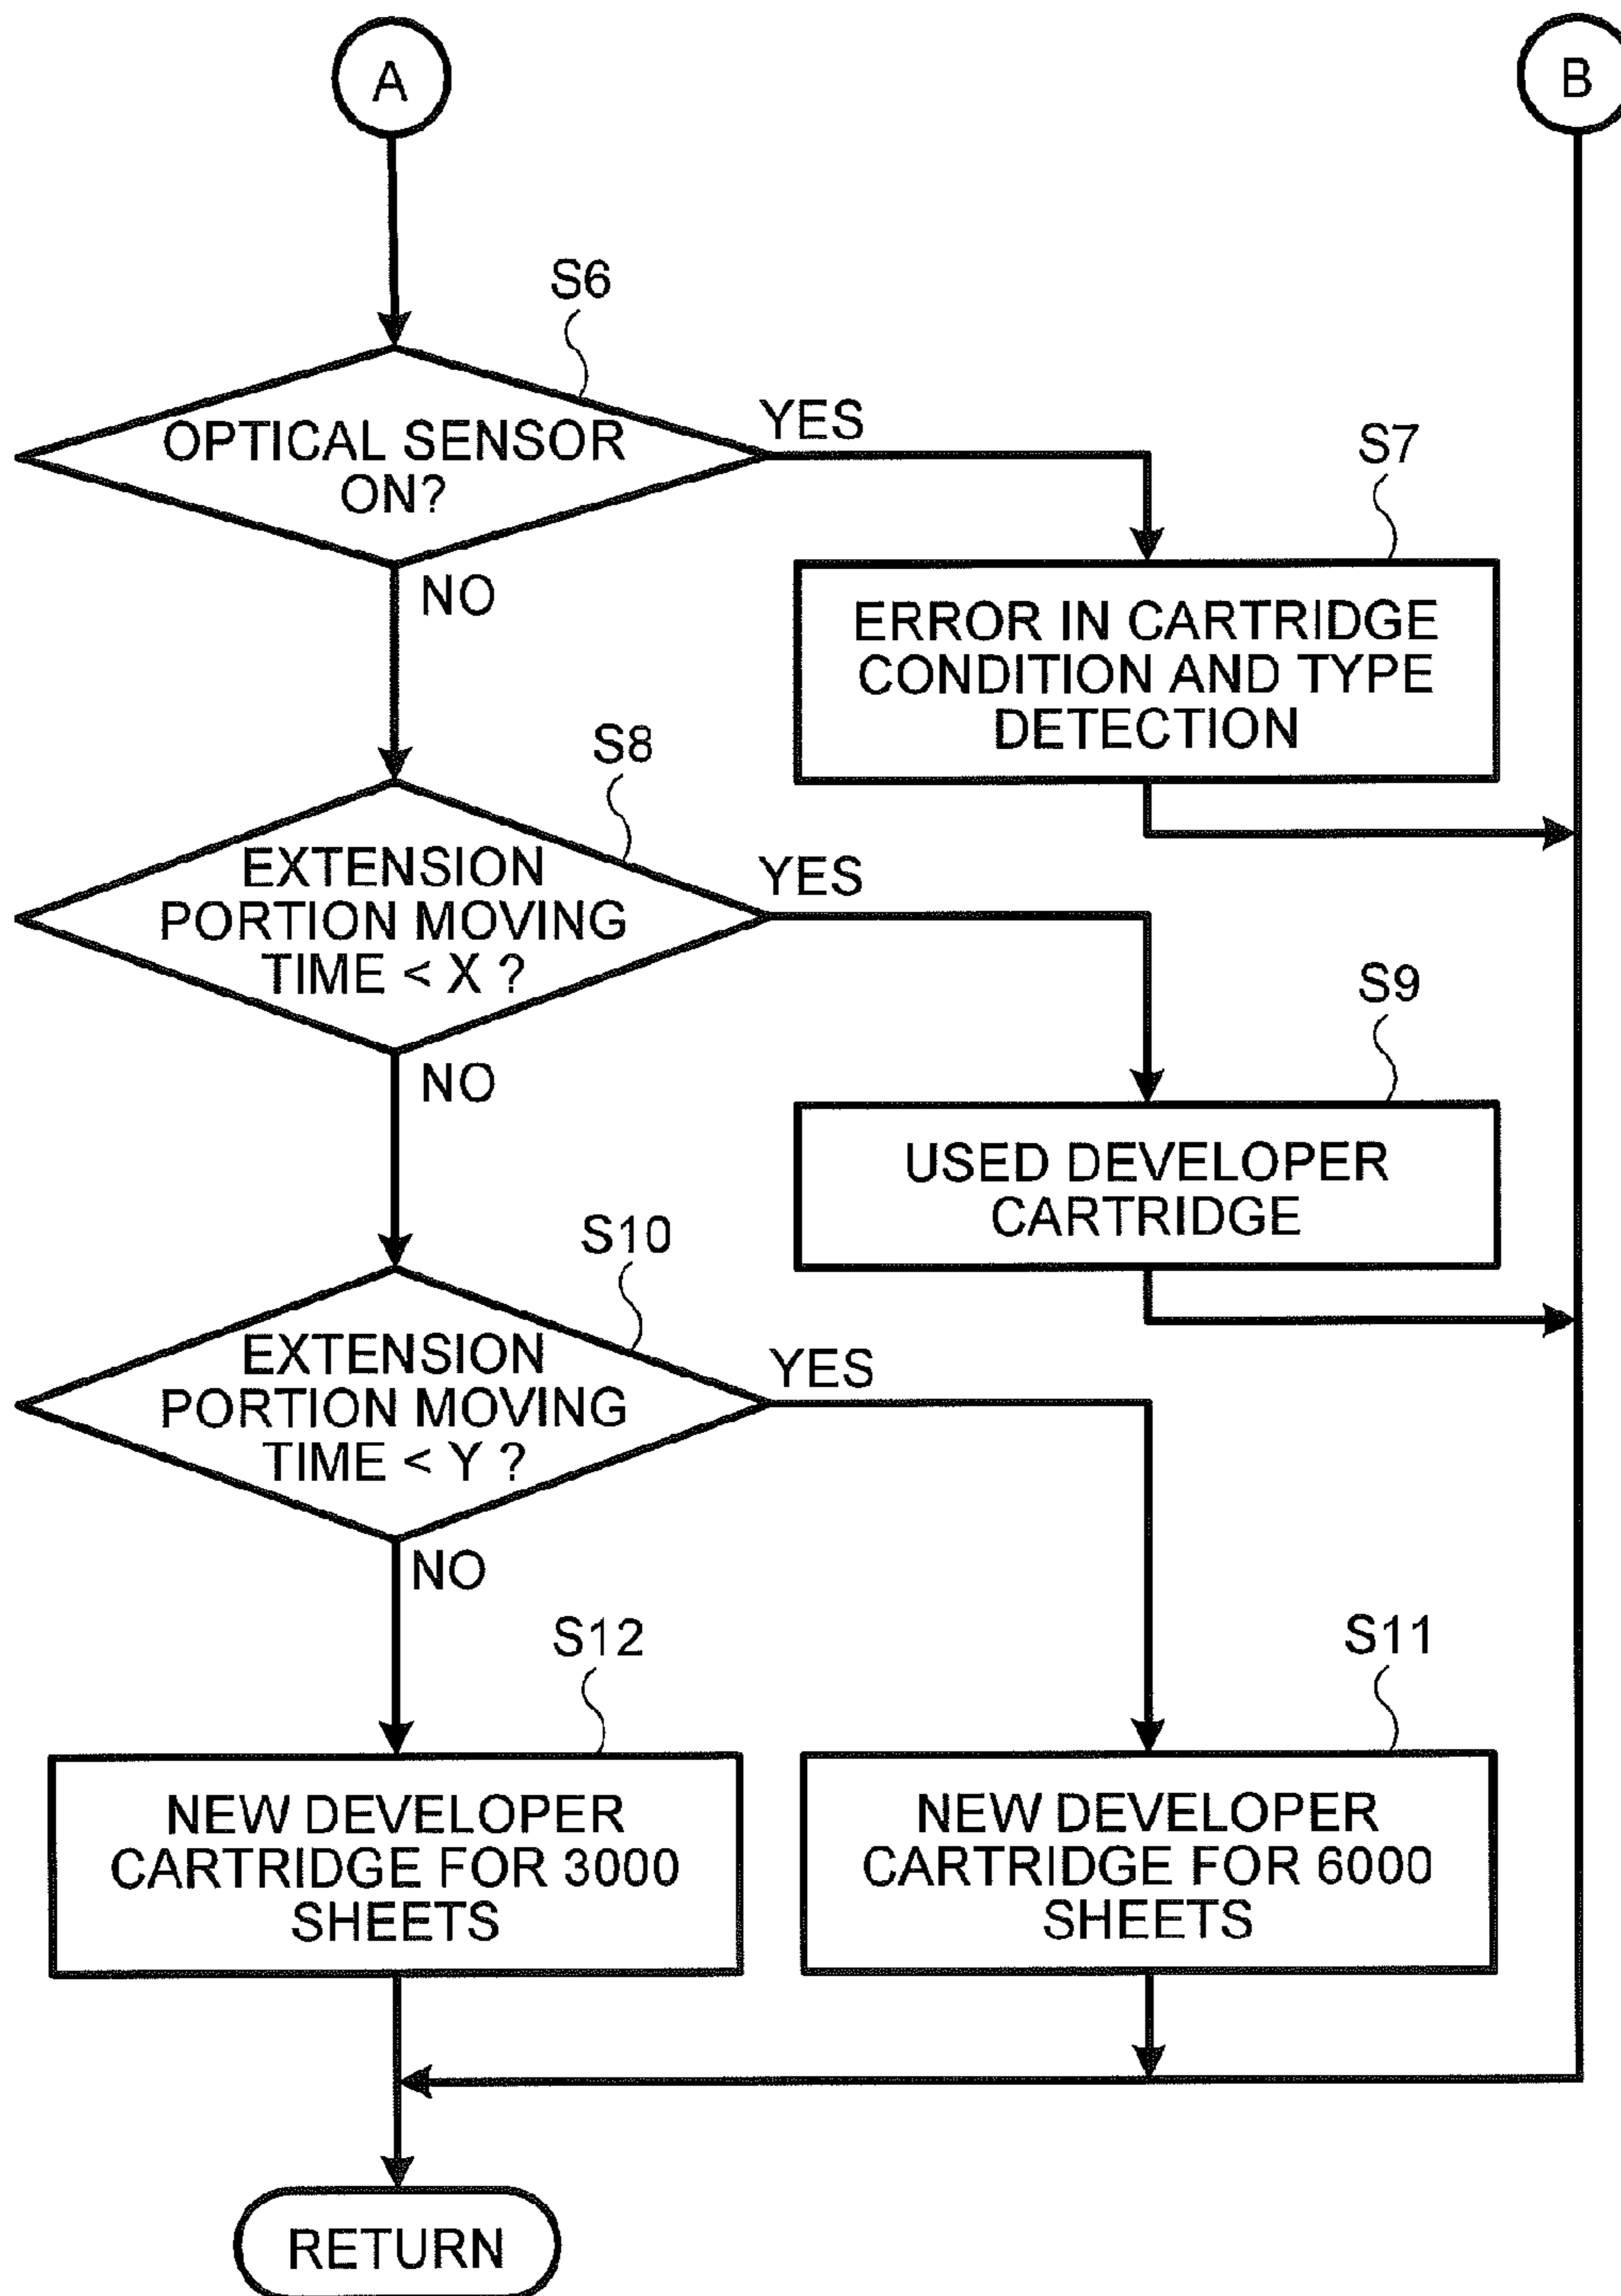 A
B
S6
OPTICAL SENSOR
ON?
YES
NO
S7
ERROR IN CARTRIDGE
CONDITION AND TYPE
DETECTION
S8
EXTENSION
PORTION MOVING
TIME < X ?
YES
NO
S9
USED DEVELOPER
CARTRIDGE
S10
EXTENSION
PORTION MOVING
TIME < Y ?
YES
NO
S12
NEW DEVELOPER
CARTRIDGE FOR 3000
SHEETS
S11
NEW DEVELOPER
CARTRIDGE FOR 6000
SHEETS
RETURN